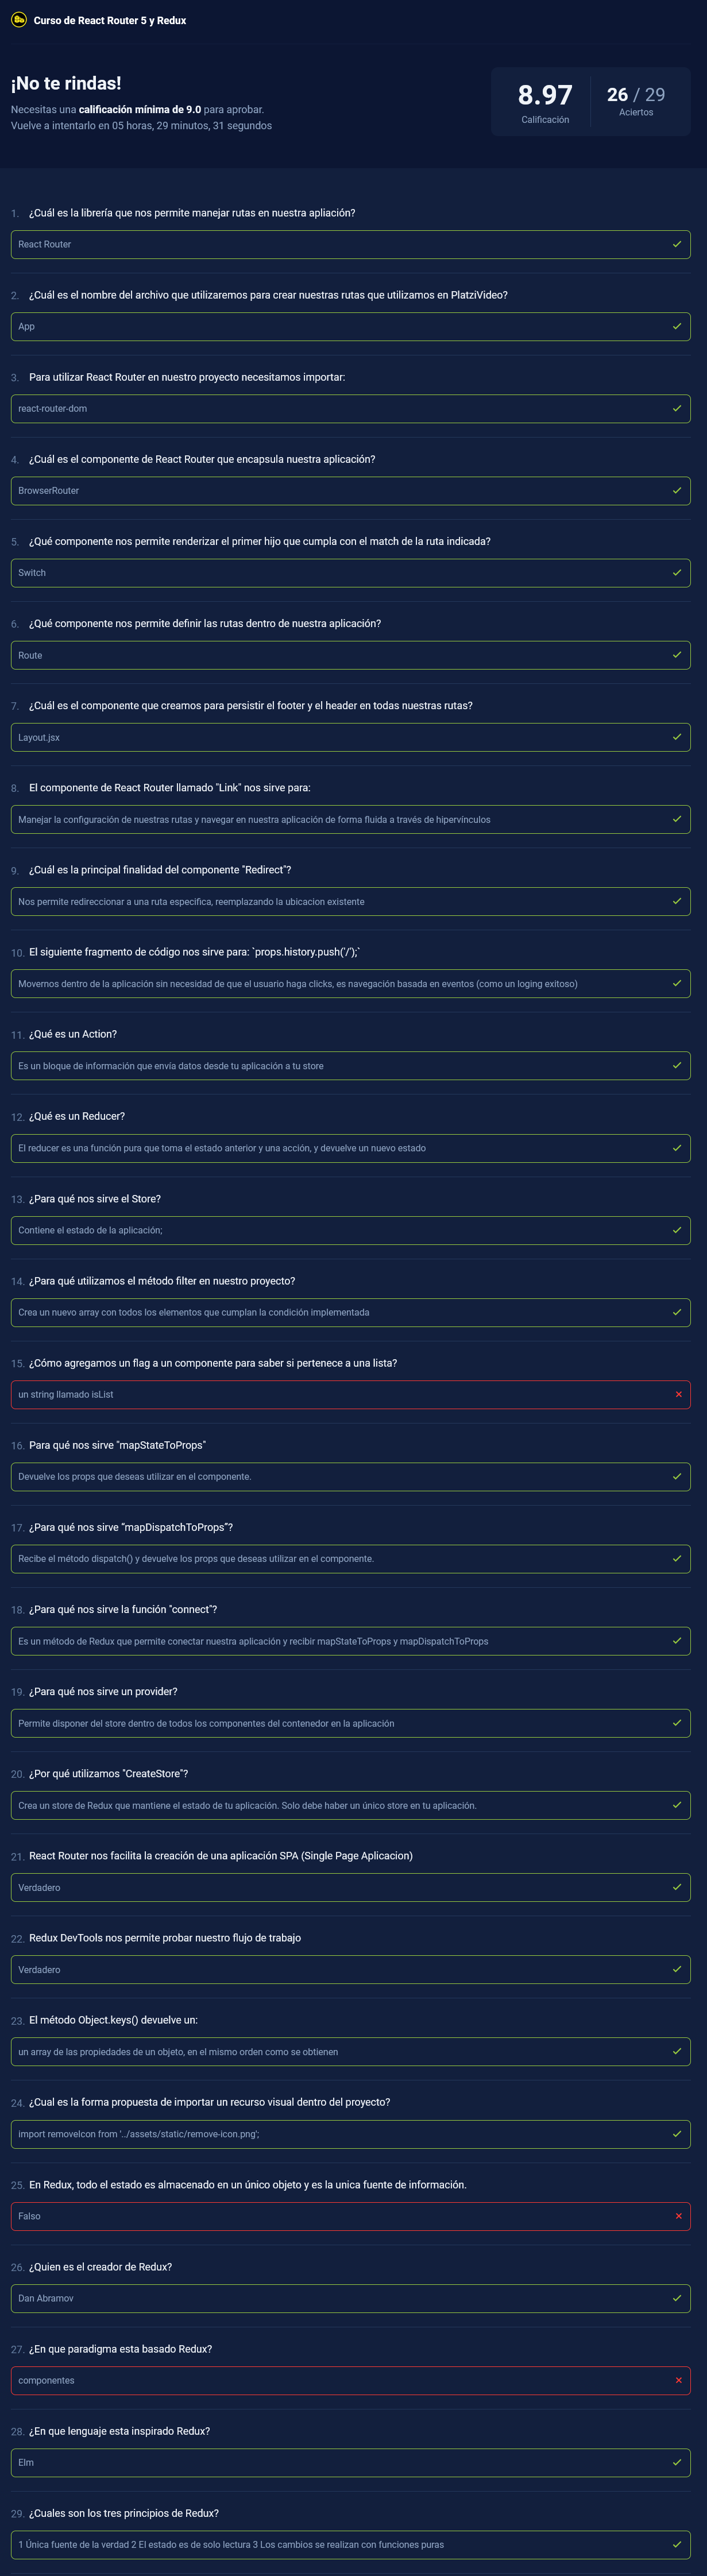 Curso de React Router 5 y Redux
¡No te rindas!
Necesitas una calificación mínima de 9.0 para aprobar.
Vuelve a intentarlo en 05 horas, 29 minutos, 31 segundos
8.97
Calificación
26 / 29
Aciertos
1. ¿Cuál es la librería que nos permite manejar rutas en nuestra apliación?
React Router
2. ¿Cuál es el nombre del archivo que utilizaremos para crear nuestras rutas que utilizamos en PlatziVideo?
App
3. Para utilizar React Router en nuestro proyecto necesitamos importar:
react-router-dom
4. ¿Cuál es el componente de React Router que encapsula nuestra aplicación?
BrowserRouter
5. ¿Qué componente nos permite renderizar el primer hijo que cumpla con el match de la ruta indicada?
Switch
6. ¿Qué componente nos permite definir las rutas dentro de nuestra aplicación?
Route
7. ¿Cuál es el componente que creamos para persistir el footer y el header en todas nuestras rutas?
Layout.jsx
8. El componente de React Router llamado "Link" nos sirve para:
Manejar la configuración de nuestras rutas y navegar en nuestra aplicación de forma fluida a través de hipervínculos
9. ¿Cuál es la principal finalidad del componente "Redirect"?
Nos permite redireccionar a una ruta especifica, reemplazando la ubicacion existente
10. El siguiente fragmento de código nos sirve para: `props.history.push('/');`
Movernos dentro de la aplicación sin necesidad de que el usuario haga clicks, es navegación basada en eventos (como un loging exitoso)
11. ¿Qué es un Action?
Es un bloque de información que envía datos desde tu aplicación a tu store
12. ¿Qué es un Reducer?
El reducer es una función pura que toma el estado anterior y una acción, y devuelve un nuevo estado
13. ¿Para qué nos sirve el Store?
Contiene el estado de la aplicación;
14. ¿Para qué utilizamos el método filter en nuestro proyecto?
Crea un nuevo array con todos los elementos que cumplan la condición implementada
15. ¿Cómo agregamos un flag a un componente para saber si pertenece a una lista?
un string llamado isList
16. Para qué nos sirve "mapStateToProps"
Devuelve los props que deseas utilizar en el componente.
17. ¿Para qué nos sirve “mapDispatchToProps”?
Recibe el método dispatch() y devuelve los props que deseas utilizar en el componente.
18. ¿Para qué nos sirve la función "connect"?
Es un método de Redux que permite conectar nuestra aplicación y recibir mapStateToProps y mapDispatchToProps
19. ¿Para qué nos sirve un provider?
Permite disponer del store dentro de todos los componentes del contenedor en la aplicación
20. ¿Por qué utilizamos "CreateStore"?
Crea un store de Redux que mantiene el estado de tu aplicación. Solo debe haber un único store en tu aplicación.
21. React Router nos facilita la creación de una aplicación SPA (Single Page Aplicacion)
Verdadero
22. Redux DevTools nos permite probar nuestro flujo de trabajo
Verdadero
23. El método Object.keys() devuelve un:
un array de las propiedades de un objeto, en el mismo orden como se obtienen
24. ¿Cual es la forma propuesta de importar un recurso visual dentro del proyecto?
import removeIcon from '../assets/static/remove-icon.png';
25. En Redux, todo el estado es almacenado en un único objeto y es la unica fuente de información.
Falso
26. ¿Quien es el creador de Redux?
Dan Abramov
27. ¿En que paradigma esta basado Redux?
componentes
28. ¿En que lenguaje esta inspirado Redux?
Elm
29. ¿Cuales son los tres principios de Redux?
1 Única fuente de la verdad 2 El estado es de solo lectura 3 Los cambios se realizan con funciones puras